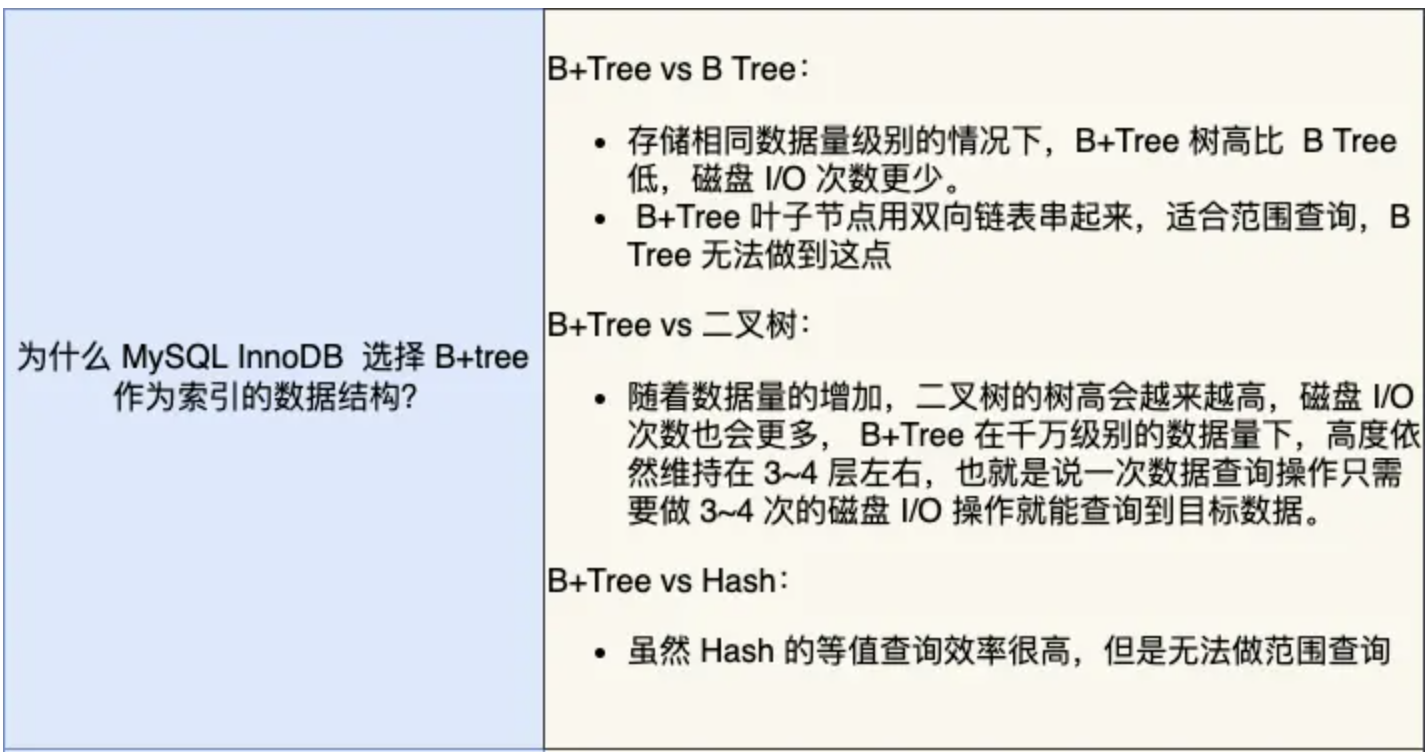 为什么 MySQL InnoDB 选择 B+tree
作为索引的数据结构？
B+Tree vs B Tree：
• 存储相同数据量级别的情况下，B+Tree 树高比 B Tree
低，磁盘 I/O 次数更少。
• B+Tree 叶子节点用双向链表串起来，适合范围查询，B
Tree 无法做到这点
B+Tree vs 二叉树：
• 随着数据量的增加，二叉树的树高会越来越高，磁盘 I/O
次数也会更多， B+Tree 在千万级别的数据量下，高度依
然维持在 3~4 层左右，也就是说一次数据查询操作只需
要做 3~4 次的磁盘 I/O 操作就能查询到目标数据。
B+Tree vs Hash：
• 虽然 Hash 的等值查询效率很高，但是无法做范围查询